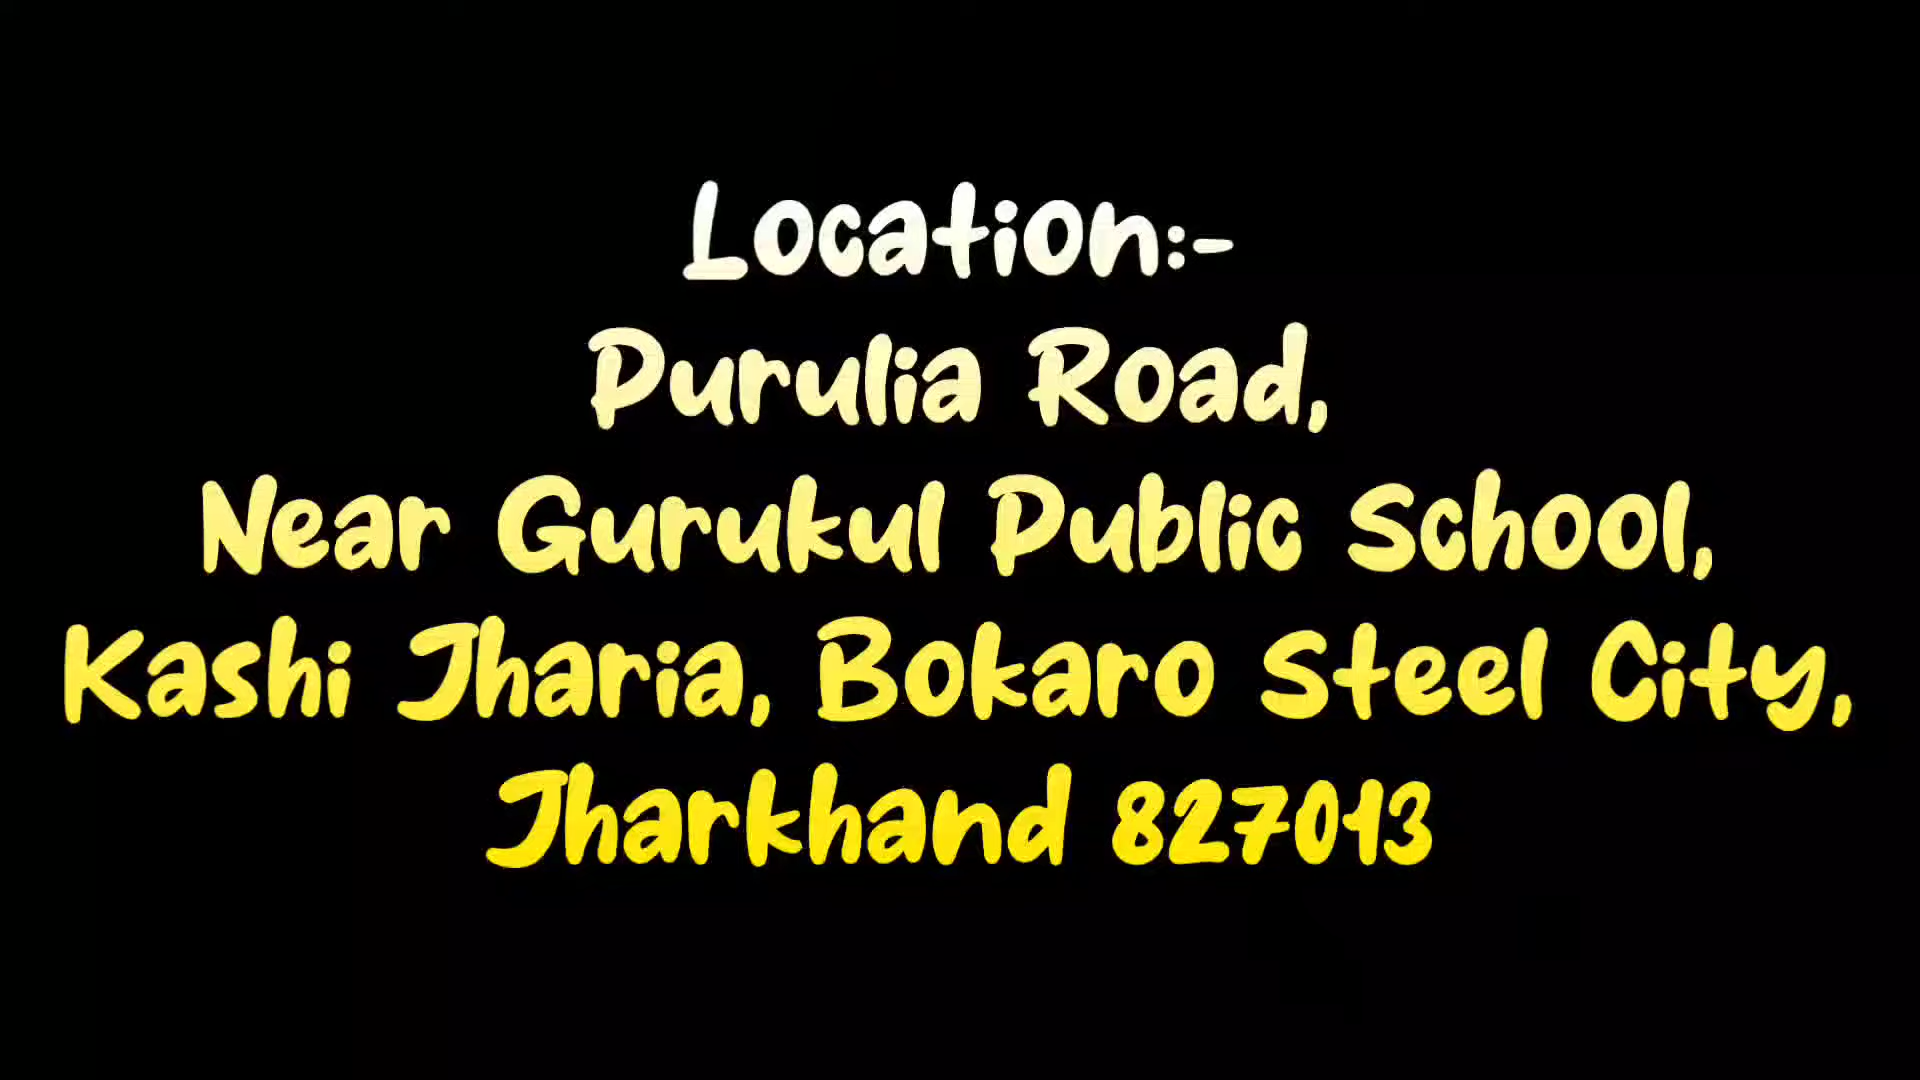 Location:-
Purulia Road,
Near Gurukul Public School,
Kashi Jharia, Bokaro Steel City,
Jharkhand 827013